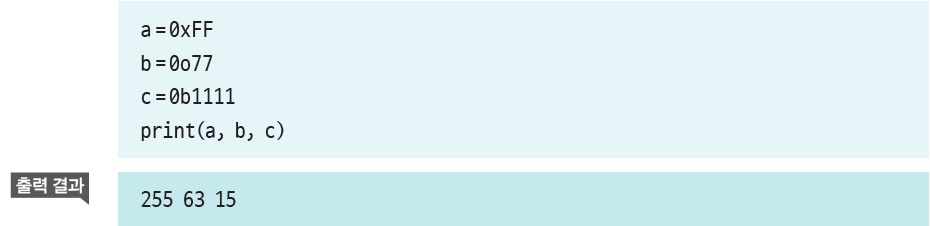 a=0xFF
b=0o77
c=0b1111
print(a, b, c)
출력 결과
255 63 15